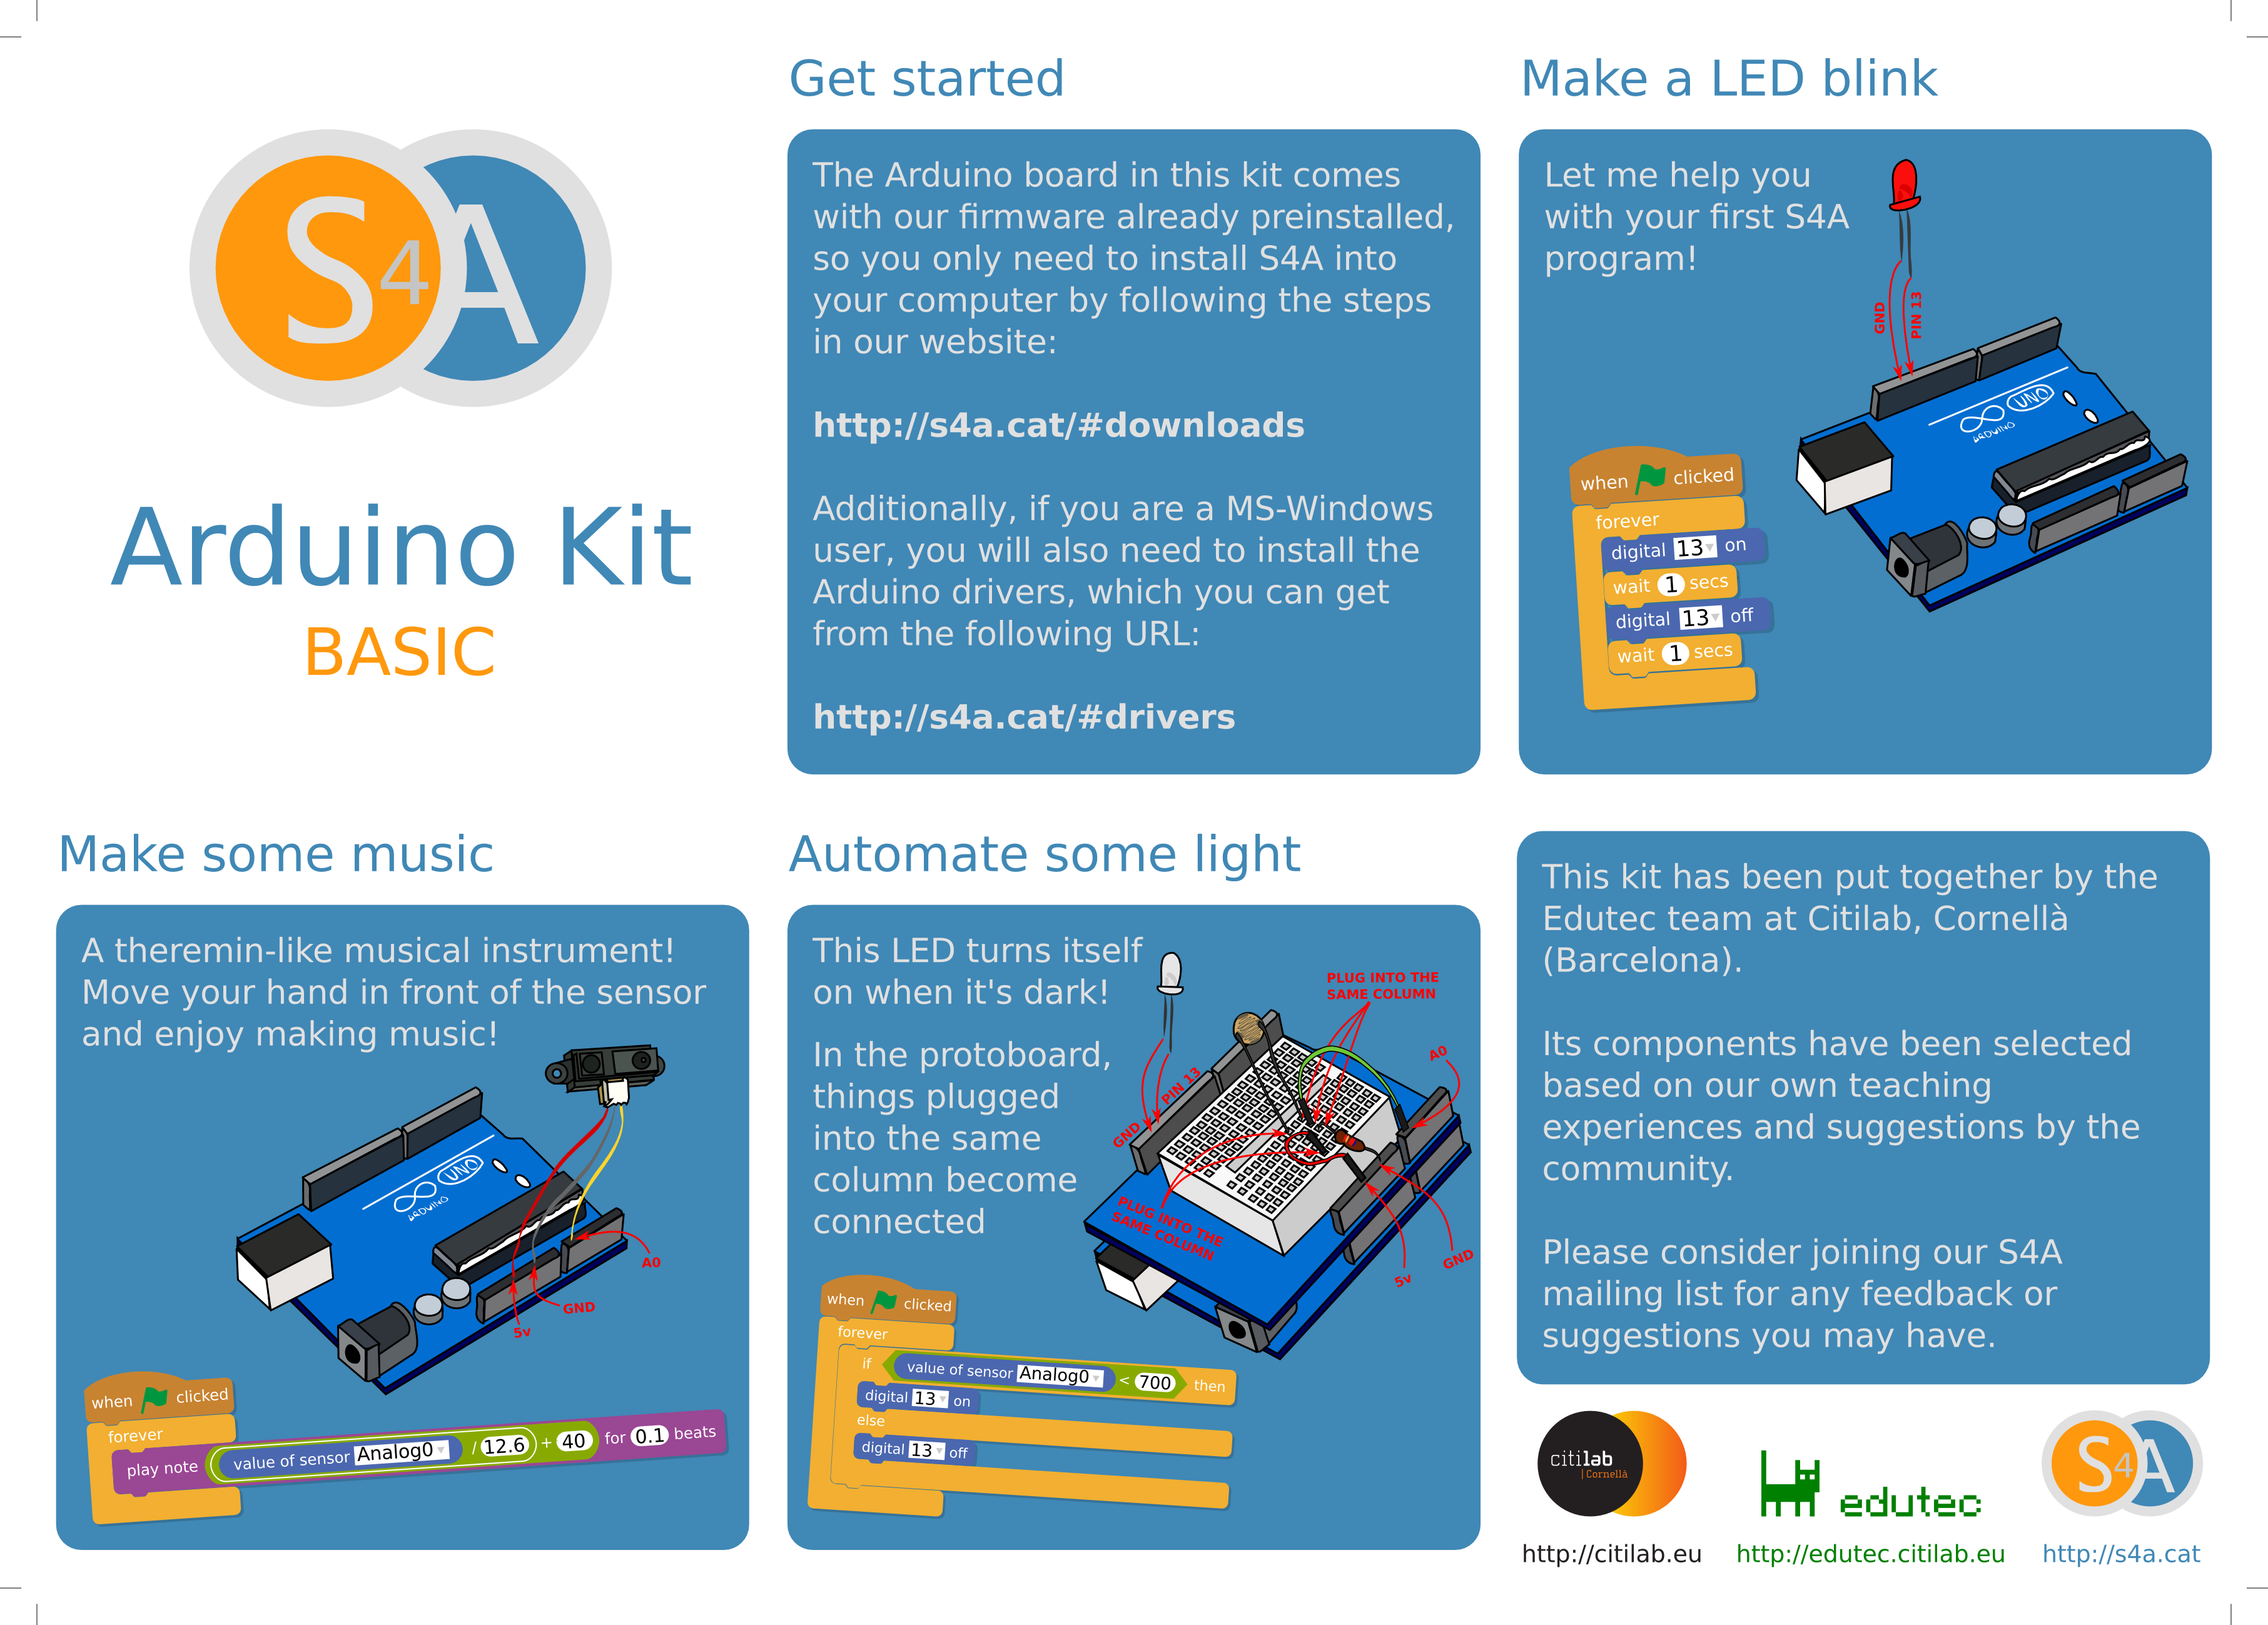 S4A
Arduino Kit
BASIC
Get started
The Arduino board in this kit comes
with our firmware already preinstalled,
so you only need to install S4A into
your computer by following the steps
in our website:
http://s4a.cat/#downloads
Additionally, if you are a MS-Windows
user, you will also need to install the
Arduino drivers, which you can get
from the following URL:
http://s4a.cat/#drivers
Make a LED blink
Let me help you
with your first S4A
program!
GND
PIN 13
UNO
ARDUINO
when clicked
forever
digital 13 on
wait 1 secs
digital 13 off
wait 1 secs
Make some music
A theremin-like musical instrument!
Move your hand in front of the sensor
and enjoy making music!
UNO
ARDUINO
A0
GND
5v
when clicked
forever
play note value of sensor Analog0 / 12.6 + 40 for 0.1 beats
Automate some light
This LED turns itself
on when it's dark!
In the protoboard,
things plugged
into the same
column become
connected
PLUG INTO THE
SAME COLUMN
A0
PIN 13
GND
PLUG INTO THE
SAME COLUMN
5v
GND
when clicked
forever
if value of sensor Analog0 < 700 then
digital 13 on
else
digital 13 off
This kit has been put together by the
Edutec team at Citilab, Cornellà
(Barcelona).
Its components have been selected
based on our own teaching
experiences and suggestions by the
community.
Please consider joining our S4A
mailing list for any feedback or
suggestions you may have.
citilab
| Cornellà
edutec
S4A
http://citilab.eu
http://edutec.citilab.eu
http://s4a.cat